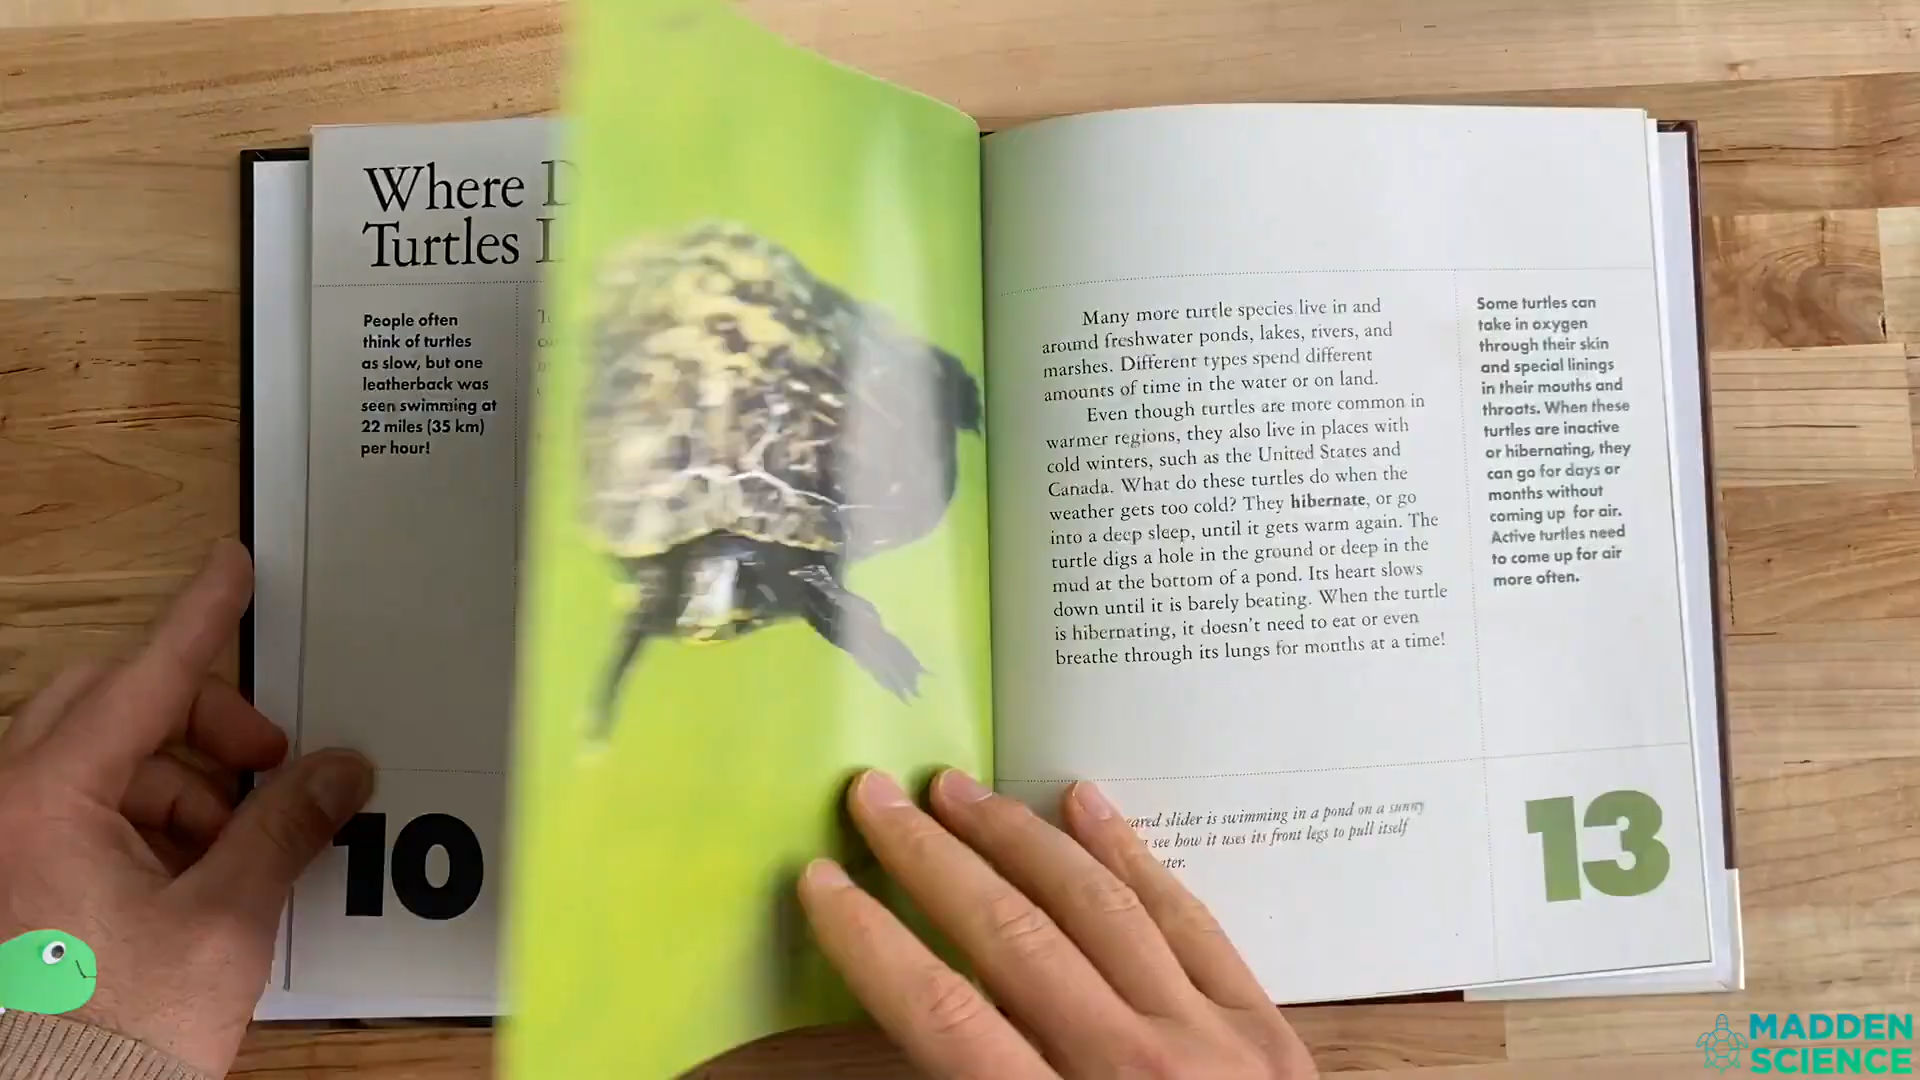 Where
Turtles
People often
think of turtles
as slow, but one
leatherback was
seen swimming at
22 miles (35 km)
per hour!
10
Many more turtle species live in and
around freshwater ponds, lakes, rivers, and
marshes. Different types spend different
amounts of time in the water or on land.
Even though turtles are more common in
warmer regions, they also live in places with
cold winters, such as the United States and
Canada. What do these turtles do when the
weather gets too cold? They hibernate, or go
into a deep sleep, until it gets warm again. The
turtle digs a hole in the ground or deep in the
mud at the bottom of a pond. Its heart slows
down until it is barely beating. When the turtle
is hibernating, it doesn't need to eat or even
breathe through its lungs for months at a time!
Some turtles can
take in oxygen
through their skin
and special linings
in their mouths and
throats. When these
turtles are inactive
or hibernating, they
can go for days or
months without
coming up for air.
Active turtles need
to come up for air
more often.
eared slider is swimming in a pond on a sunny
see how it uses its front legs to pull itself
13
MADDEN
SCIENCE